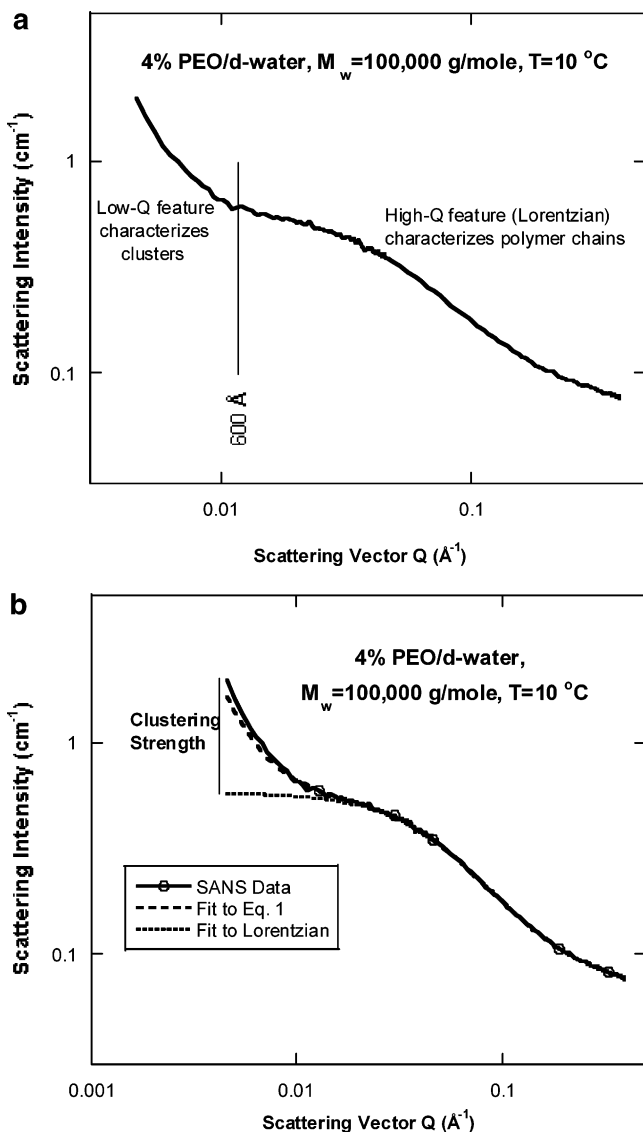 a
4% PEO/d-water, M w=100,000 g/mole, T=10 °C
Scattering Intensity (cm-1)
1
0.1
Low-Q feature
characterizes
clusters
High-Q feature (Lorentzian)
characterizes polymer chains
600 Å
0.01
0.1
Scattering Vector Q (Å-1)
b
4% PEO/d-water,
M w=100,000 g/mole, T=10 °C
Scattering Intensity (cm-1)
1
0.1
Clustering
Strength
SANS Data
Fit to Eq. 1
Fit to Lorentzian
0.001
0.01
0.1
Scattering Vector Q (Å-1)